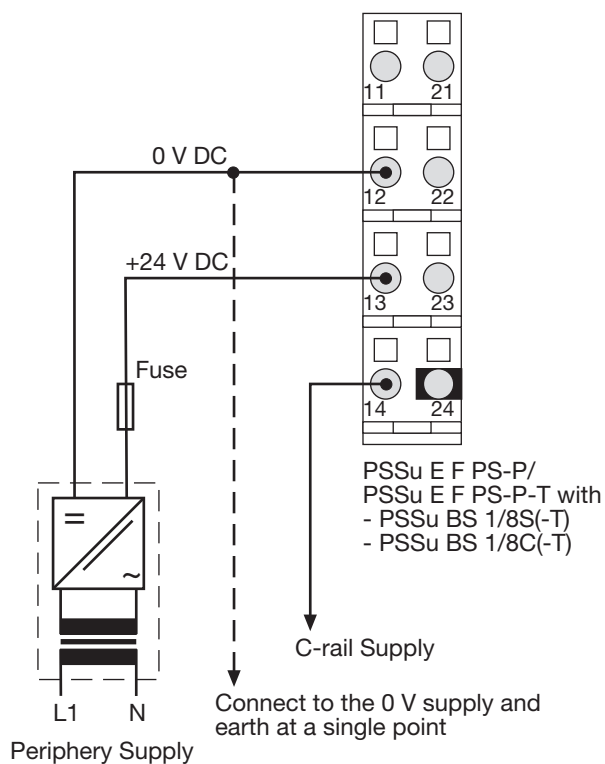 11 21
0 V DC
12 22
+24 V DC
13 23
Fuse
14 24
PSSu E F PS-P/
PSSu E F PS-P-T with
- PSSu BS 1/8S(-T)
- PSSu BS 1/8C(-T)
=
~
C-rail Supply
L1 N
Connect to the 0 V supply and
earth at a single point
Periphery Supply